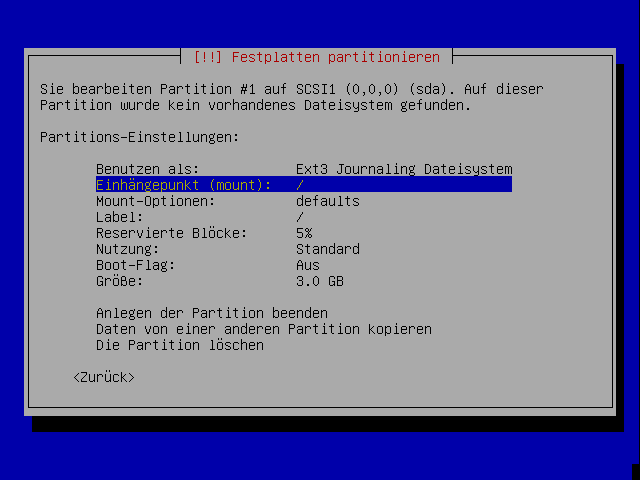 [!!] Festplatten partitionieren
Sie bearbeiten Partition #1 auf SCSI1 (0,0,0) (sda). Auf dieser
Partition wurde kein vorhandenes Dateisystem gefunden.
Partitions-Einstellungen:
Benutzen als: Ext3 Journaling Dateisystem
Einhängepunkt (mount): /
Mount-Optionen: defaults
Label: /
Reservierte Blöcke: 5%
Nutzung: Standard
Boot-Flag: Aus
Größe: 3.0 GB
Anlegen der Partition beenden
Daten von einer anderen Partition kopieren
Die Partition löschen
<Zurück>